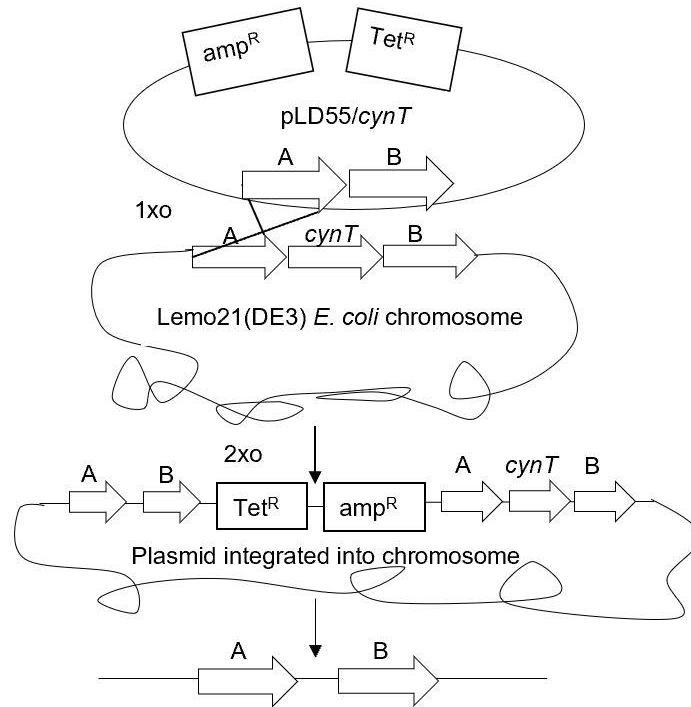 ampᴿ Tetᴿ
pLD55/cynT
A B
1xo
A cynT B
Lemo21(DE3) E. coli chromosome
2xo
A B Tetᴿ ampᴿ A cynT B
Plasmid integrated into chromosome
A B